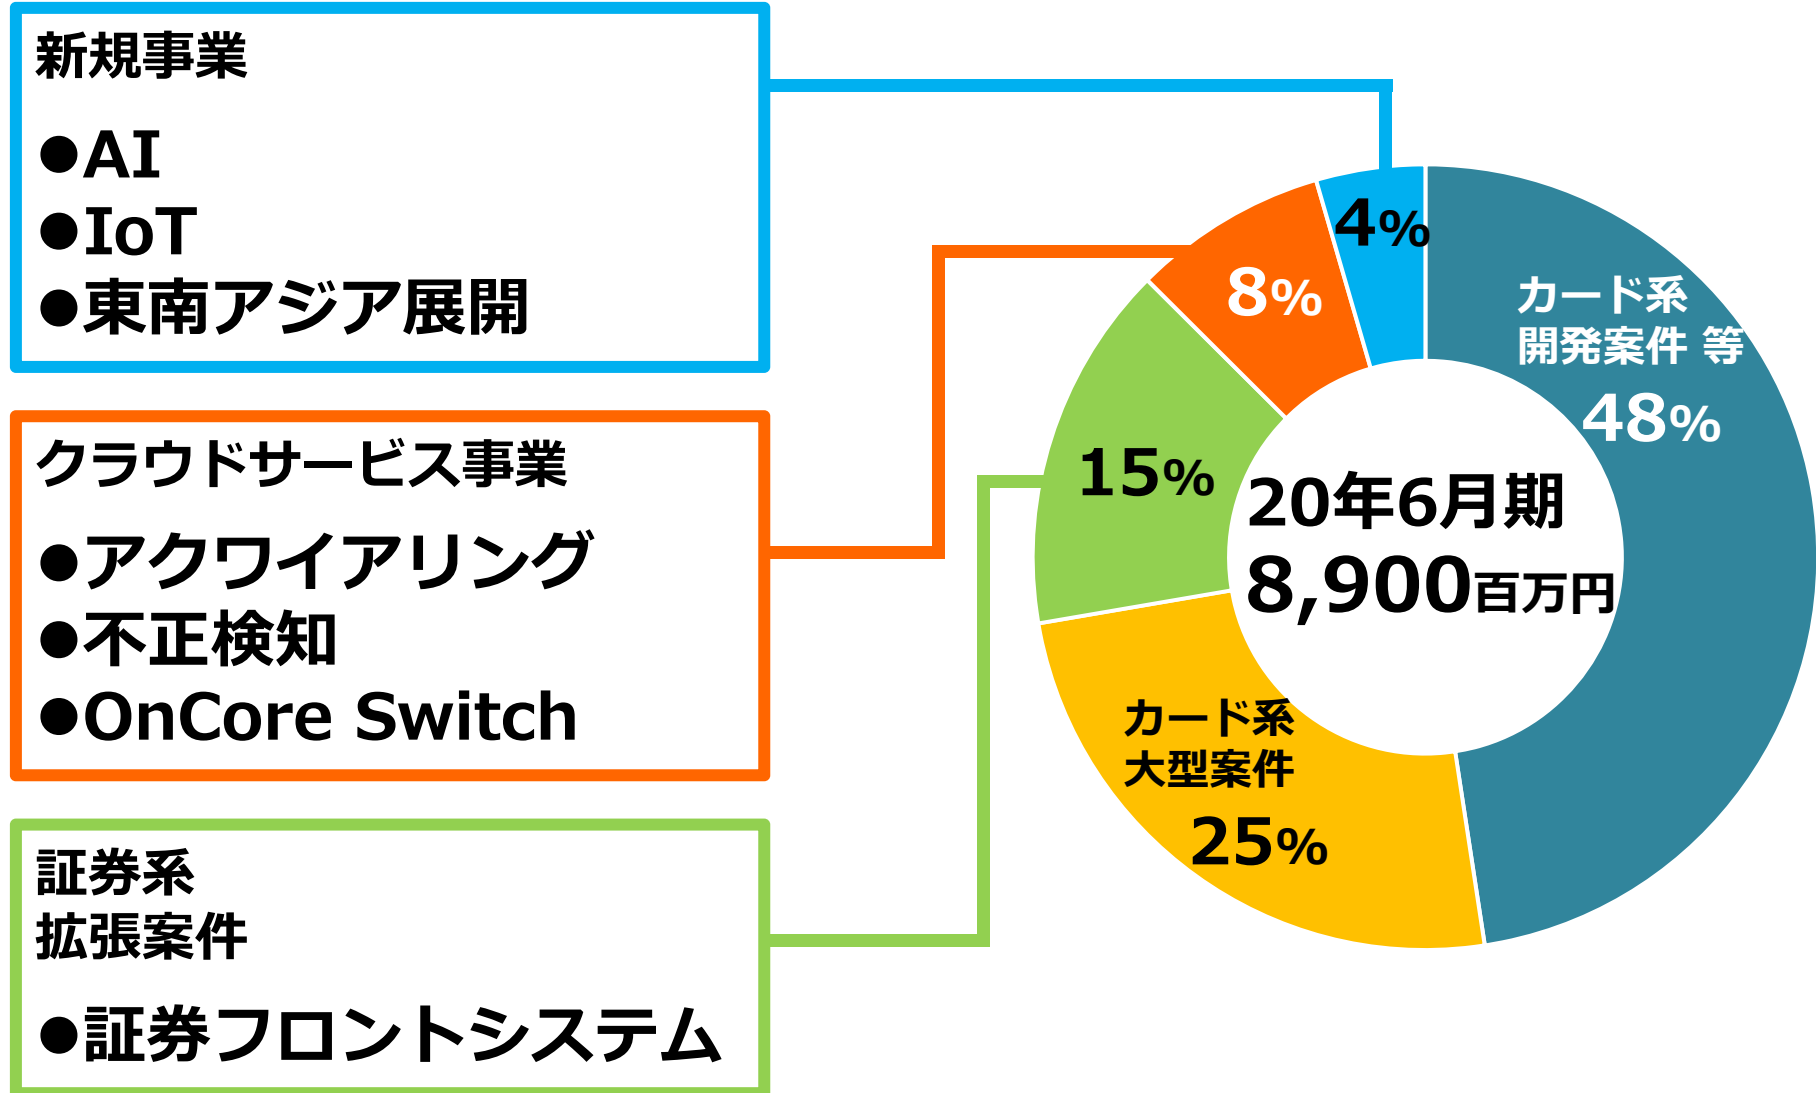 新規事業
●AI
●IoT
●東南アジア展開
クラウドサービス事業
●アクワイアリング
●不正検知
●OnCore Switch
証券系
拡張案件
●証券フロントシステム
4%
8%
15%
カード系
開発案件 等
48%
20年6月期
8,900百万円
カード系
大型案件
25%